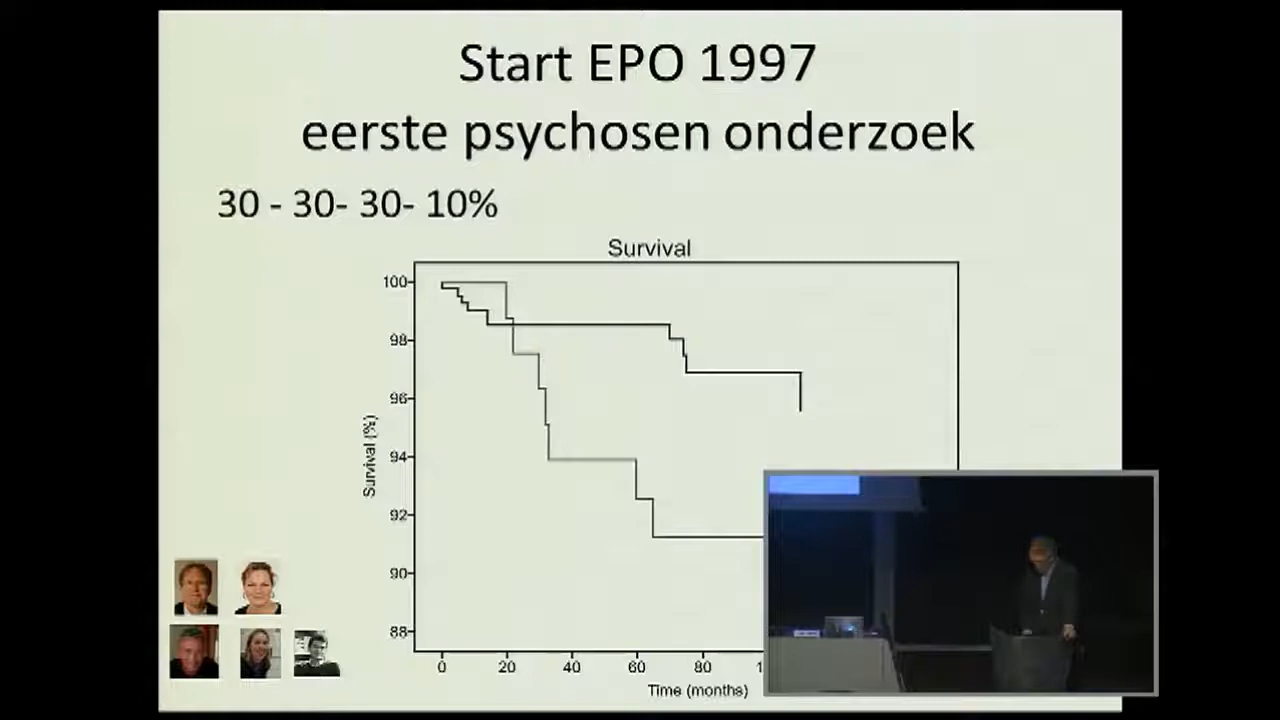 Start EPO 1997
eerste psychosen onderzoek
30 - 30- 30- 10%
Survival
100
98
96
94
92
90
88
Survival (%)
0
20
40
60
80
1
Time (months)